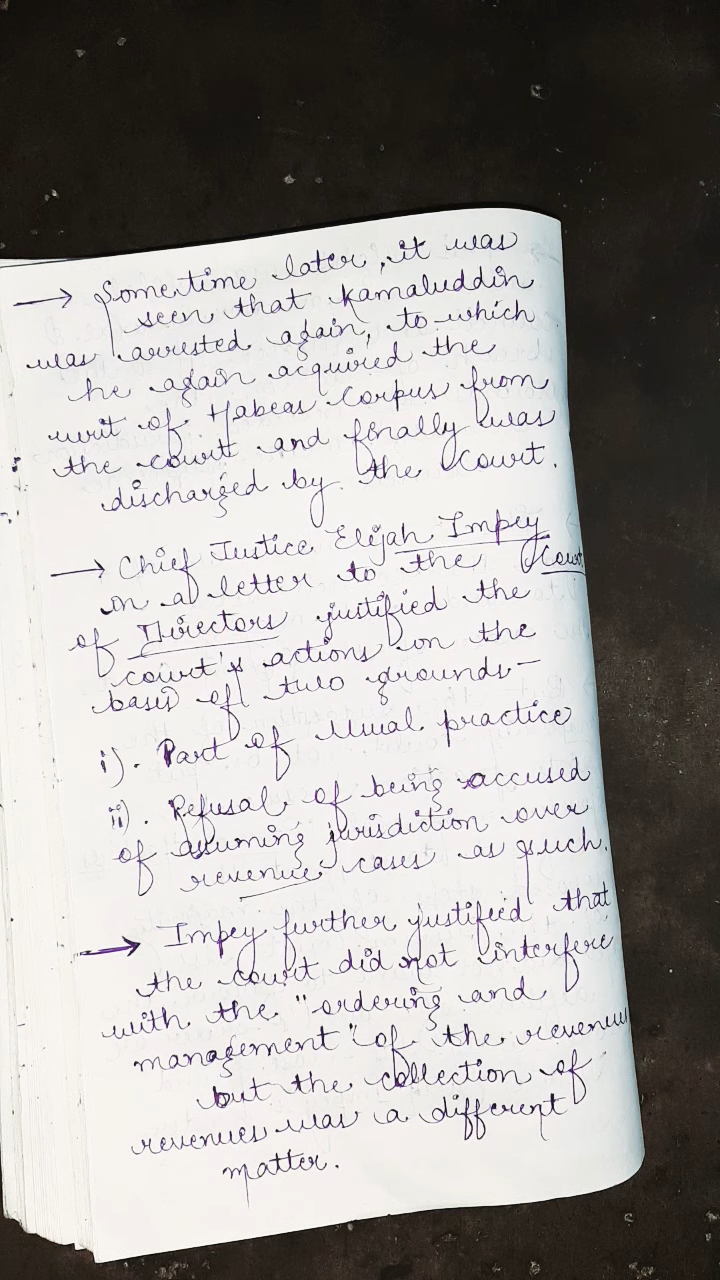 → Sometime later, it was
seen that Kamaluddin
was arrested again, to which
he again acquired the
writ of Habeas Corpus from
the court and finally was
discharged by the Court.
→ Chief Justice Elijah Impey
in a letter to the Court
of Directors justified the
court's actions on the
basis of two grounds-
i). Part of usual practice
ii). Refusal of being accused
of assuming jurisdiction over
revenue cases as such.
→ Impey further justified that
the court did not interfere
with the "ordering and
management" of the revenues
but the collection of
revenues was a different
matter.